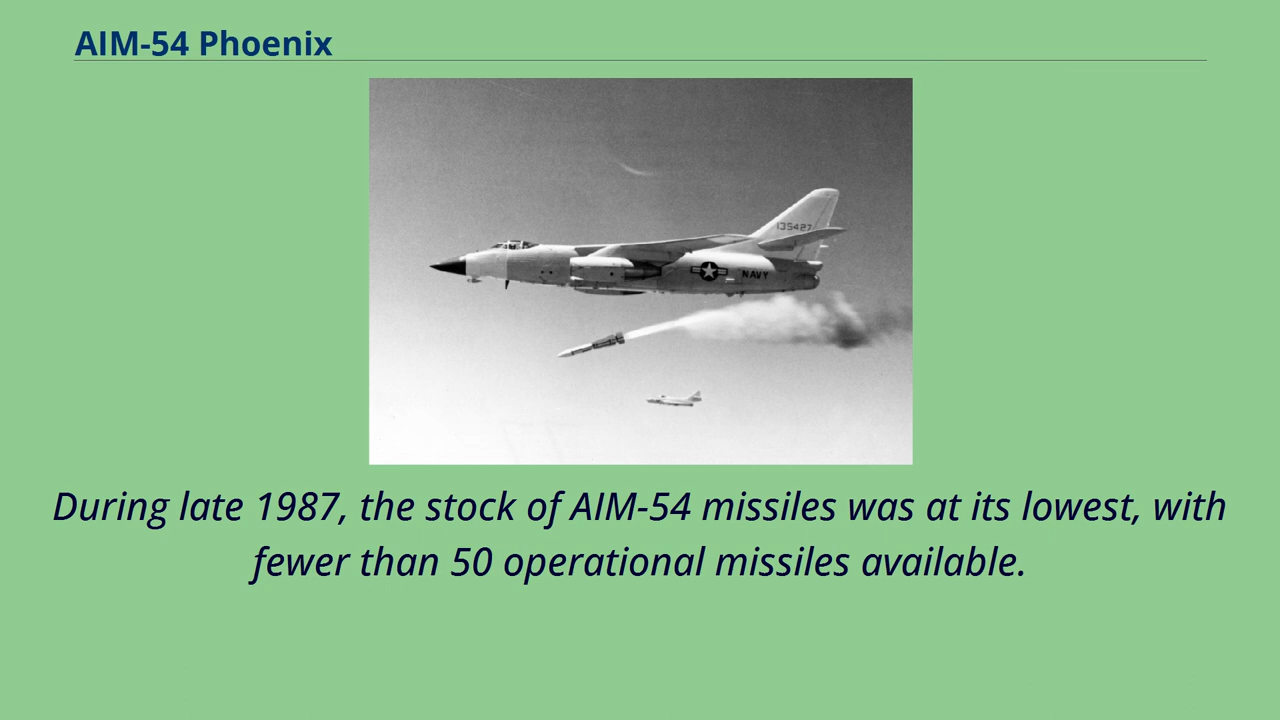 AIM-54 Phoenix
135427
NAVY
During late 1987, the stock of AIM-54 missiles was at its lowest, with
fewer than 50 operational missiles available.